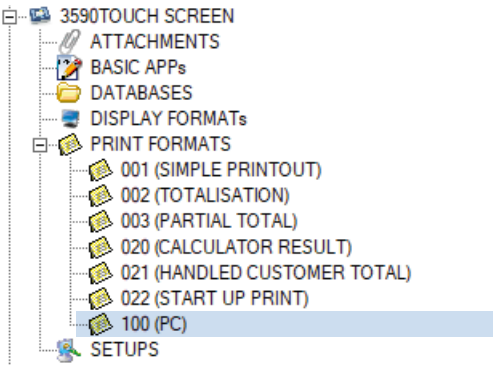 3590TOUCH SCREEN
ATTACHMENTS
BASIC APPs
DATABASES
DISPLAY FORMATs
PRINT FORMATS
001 (SIMPLE PRINTOUT)
002 (TOTALISATION)
003 (PARTIAL TOTAL)
020 (CALCULATOR RESULT)
021 (HANDLED CUSTOMER TOTAL)
022 (START UP PRINT)
100 (PC)
SETUPS